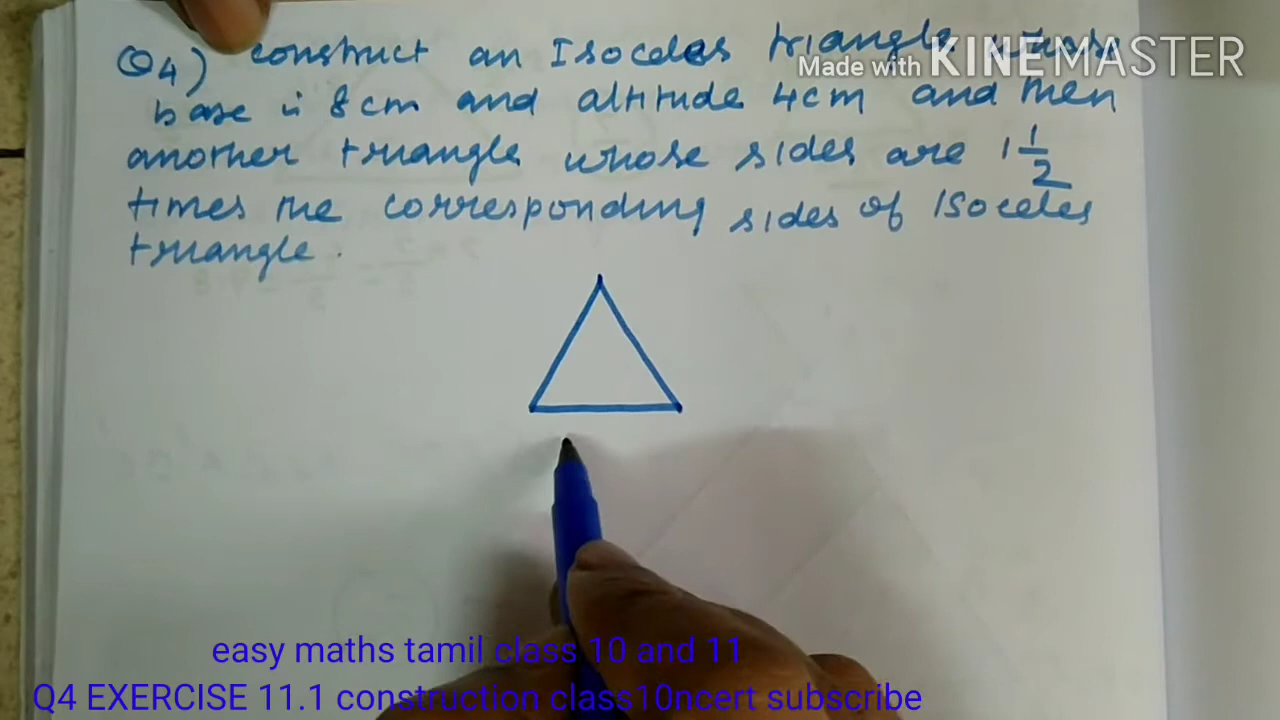 Q4) construct an Isoceles triangle whose
Made with KINEMASTER
base is 8cm and altitude 4cm and then
another triangle whose sides are 1 1/2
times the corresponding sides of Isoceles
triangle.
easy maths tamil class 10 and 11
Q4 EXERCISE 11.1 construction class10ncert subscribe